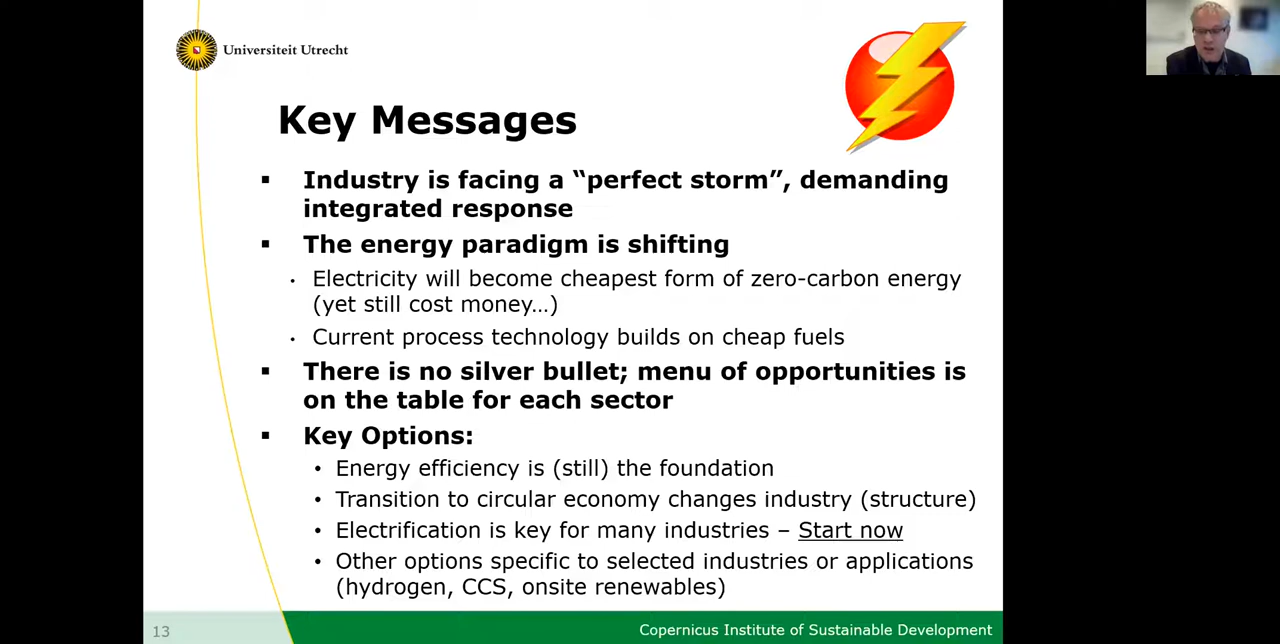 Universiteit Utrecht
Key Messages
▪ Industry is facing a “perfect storm”, demanding
integrated response
▪ The energy paradigm is shifting
• Electricity will become cheapest form of zero-carbon energy
(yet still cost money…)
• Current process technology builds on cheap fuels
▪ There is no silver bullet; menu of opportunities is
on the table for each sector
▪ Key Options:
• Energy efficiency is (still) the foundation
• Transition to circular economy changes industry (structure)
• Electrification is key for many industries – Start now
• Other options specific to selected industries or applications
(hydrogen, CCS, onsite renewables)
13
Copernicus Institute of Sustainable Development